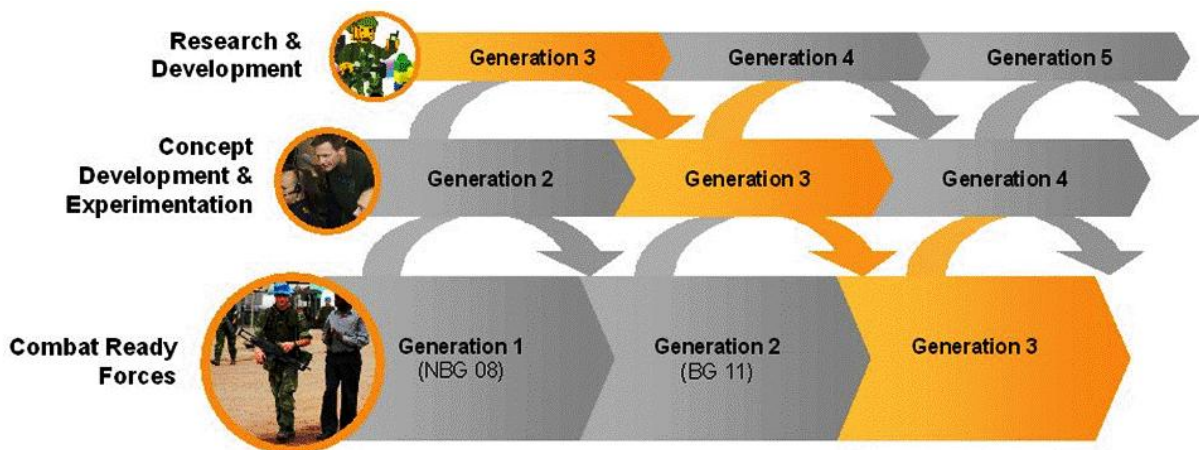 Research &
Development
Generation 3
Generation 4
Generation 5
Concept
Development &
Experimentation
Generation 2
Generation 3
Generation 4
Combat Ready
Forces
Generation 1
(NBG 08)
Generation 2
(BG 11)
Generation 3